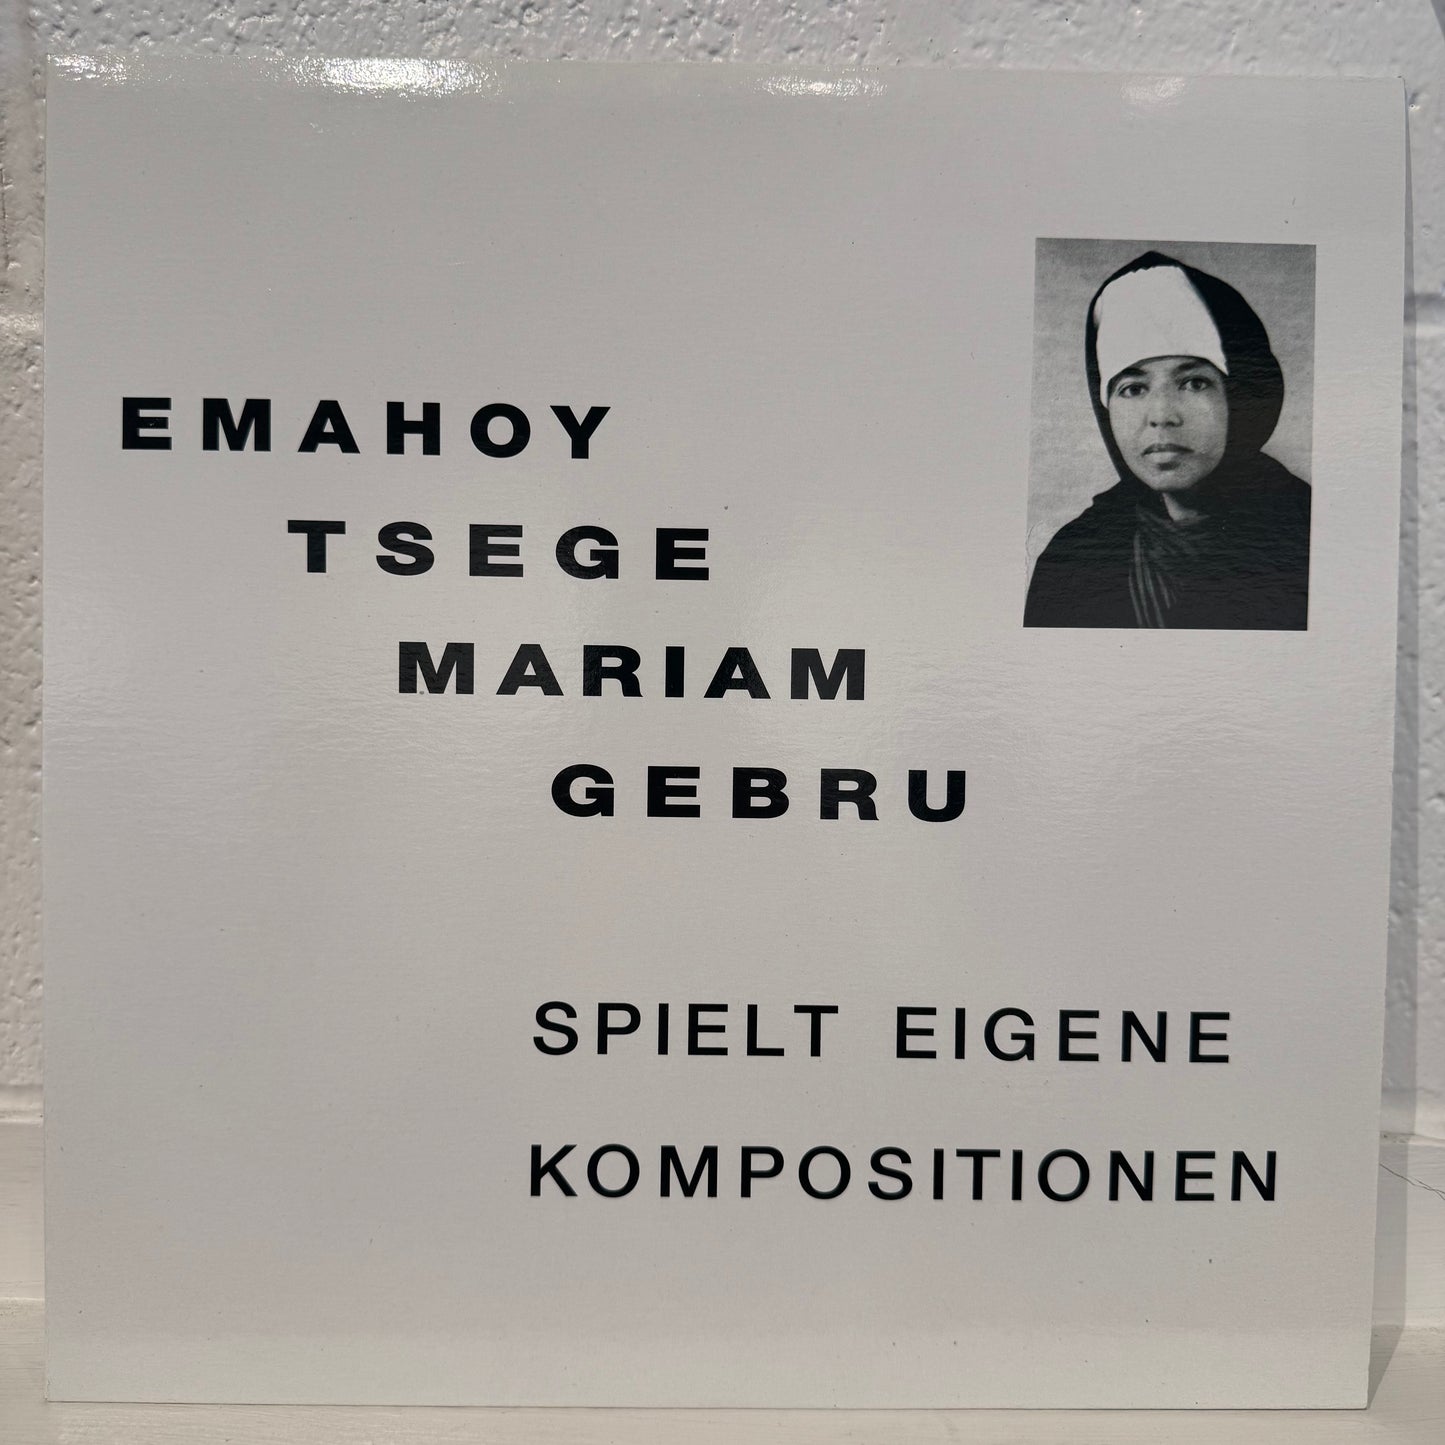 EMAHOY
TSEGE
MARIAM
GEBRU
SPIELT EIGENE
KOMPOSITIONEN